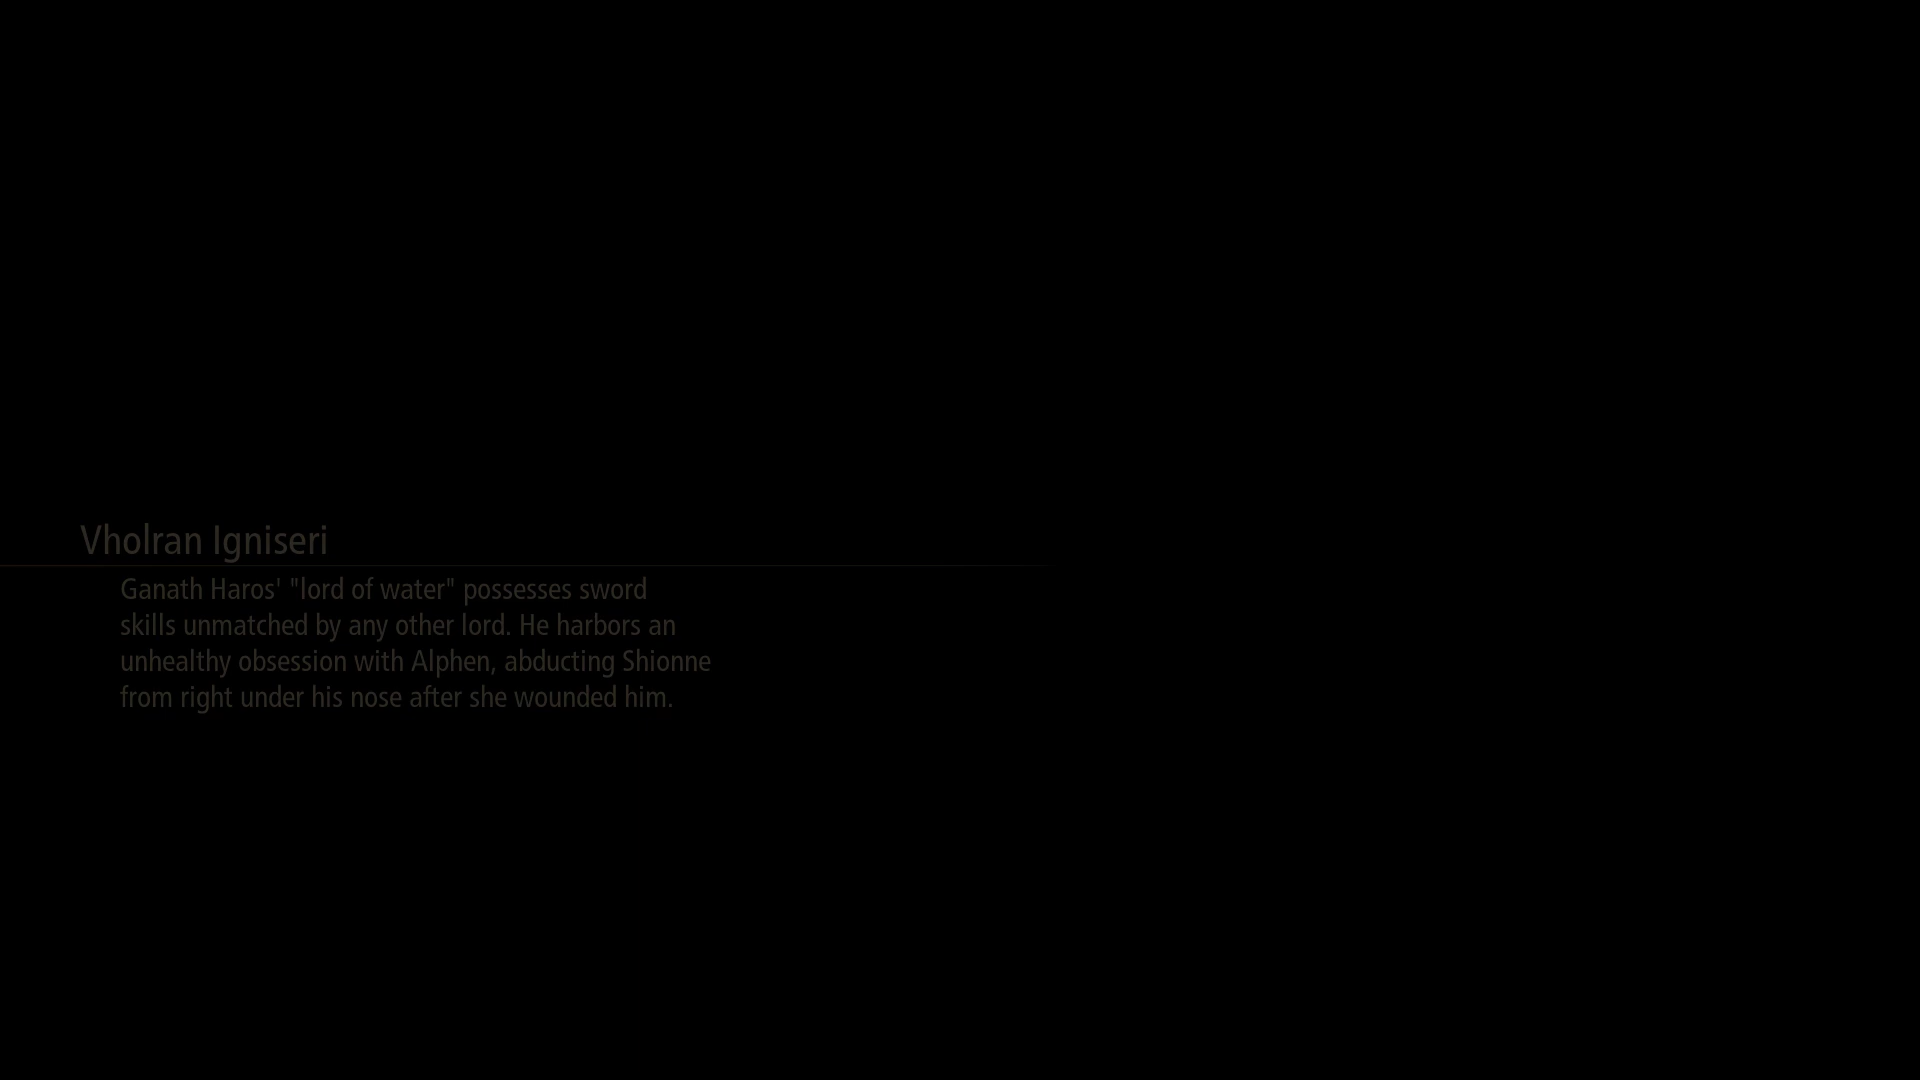 Vholran Igniseri
Ganath Haros' "lord of water" possesses sword
skills unmatched by any other lord. He harbors an
unhealthy obsession with Alphen, abducting Shionne
from right under his nose after she wounded him.